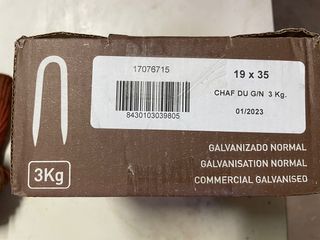 17076715
19 x 35
CHAF DU G/N 3 Kg.
8430103039805
01/2023
3Kg
GALVANIZADO NORMAL
GALVANISATION NORMAL
COMMERCIAL GALVANISED